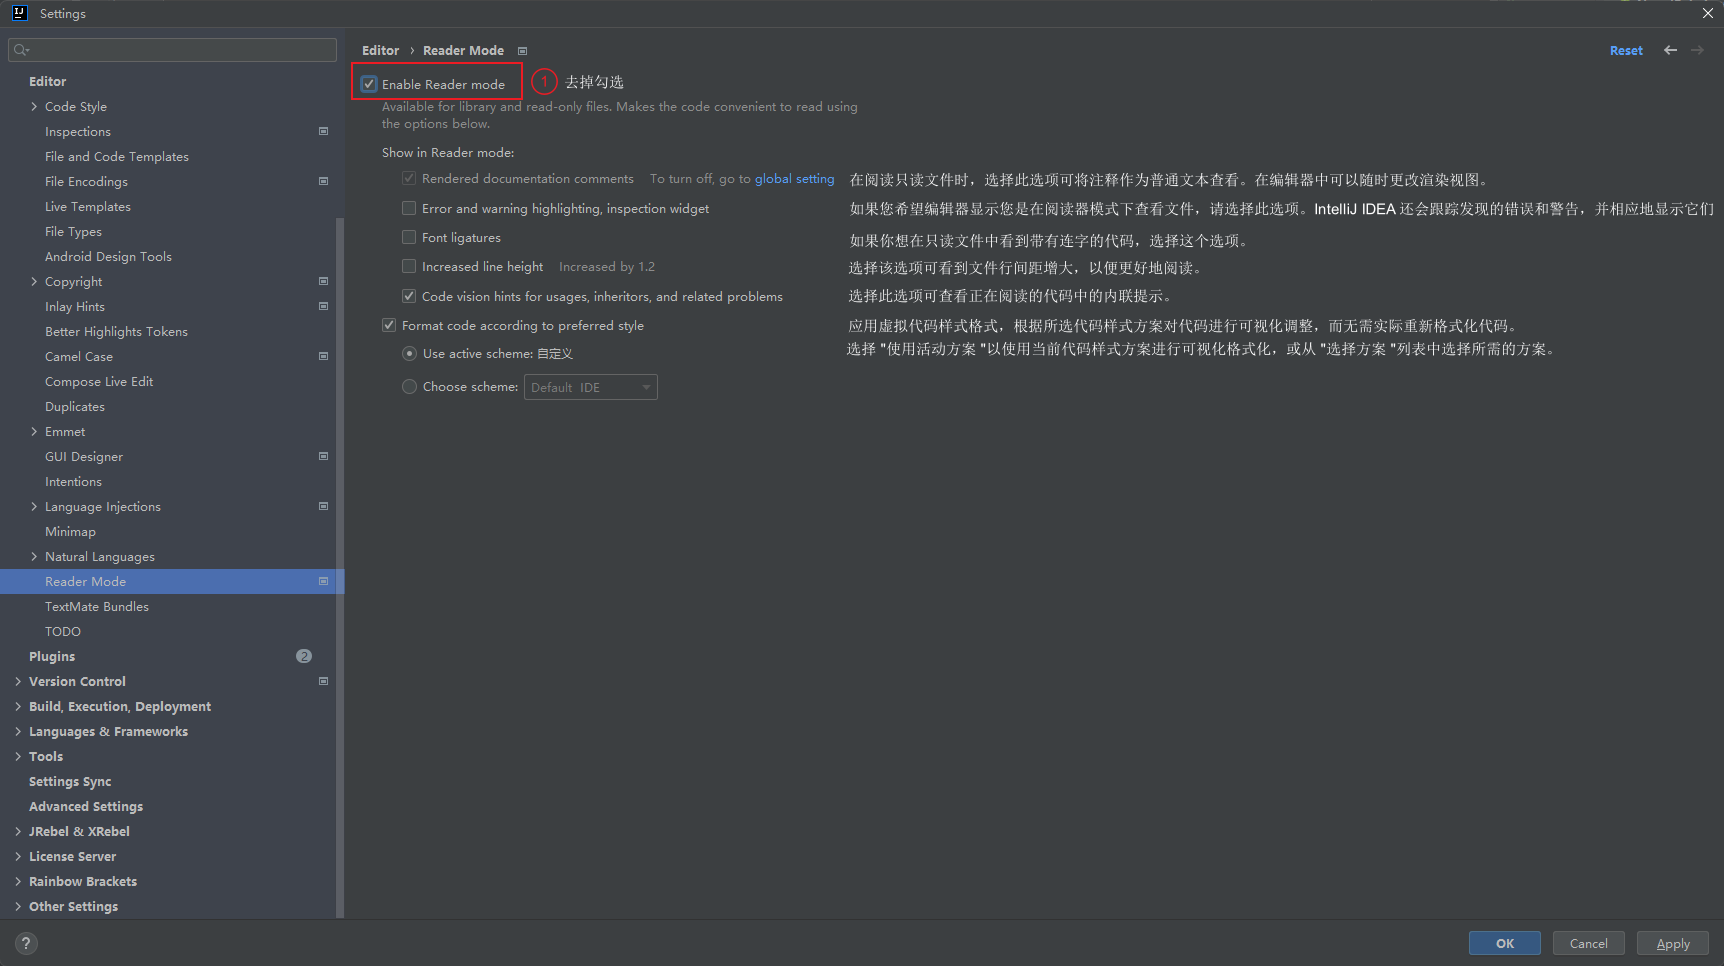 Settings
Editor
Code Style
Inspections
File and Code Templates
File Encodings
Live Templates
File Types
Android Design Tools
Copyright
Inlay Hints
Better Highlights Tokens
Camel Case
Compose Live Edit
Duplicates
Emmet
GUI Designer
Intentions
Language Injections
Minimap
Natural Languages
Reader Mode
TextMate Bundles
TODO
Plugins 2
Version Control
Build, Execution, Deployment
Languages & Frameworks
Tools
Settings Sync
Advanced Settings
JRebel & XRebel
License Server
Rainbow Brackets
Other Settings
Editor › Reader Mode
Reset
Enable Reader mode 1 去掉勾选
Available for library and read-only files. Makes the code convenient to read using
the options below.
Show in Reader mode:
Rendered documentation comments To turn off, go to global setting 在阅读只读文件时，选择此选项可将注释作为普通文本查看。在编辑器中可以随时更改渲染视图。
Error and warning highlighting, inspection widget 如果您希望编辑器显示您是在阅读器模式下查看文件，请选择此选项。IntelliJ IDEA 还会跟踪发现的错误和警告，并相应地显示它们
Font ligatures 如果你想在只读文件中看到带有连字的代码，选择这个选项。
Increased line height Increased by 1.2 选择该选项可看到文件行间距增大，以便更好地阅读。
Code vision hints for usages, inheritors, and related problems 选择此选项可查看正在阅读的代码中的内联提示。
Format code according to preferred style 应用虚拟代码样式格式，根据所选代码样式方案对代码进行可视化调整，而无需实际重新格式化代码。
Use active scheme: 自定义 选择 "使用活动方案 "以使用当前代码样式方案进行可视化格式化，或从 "选择方案 "列表中选择所需的方案。
Choose scheme: Default IDE
? OK Cancel Apply